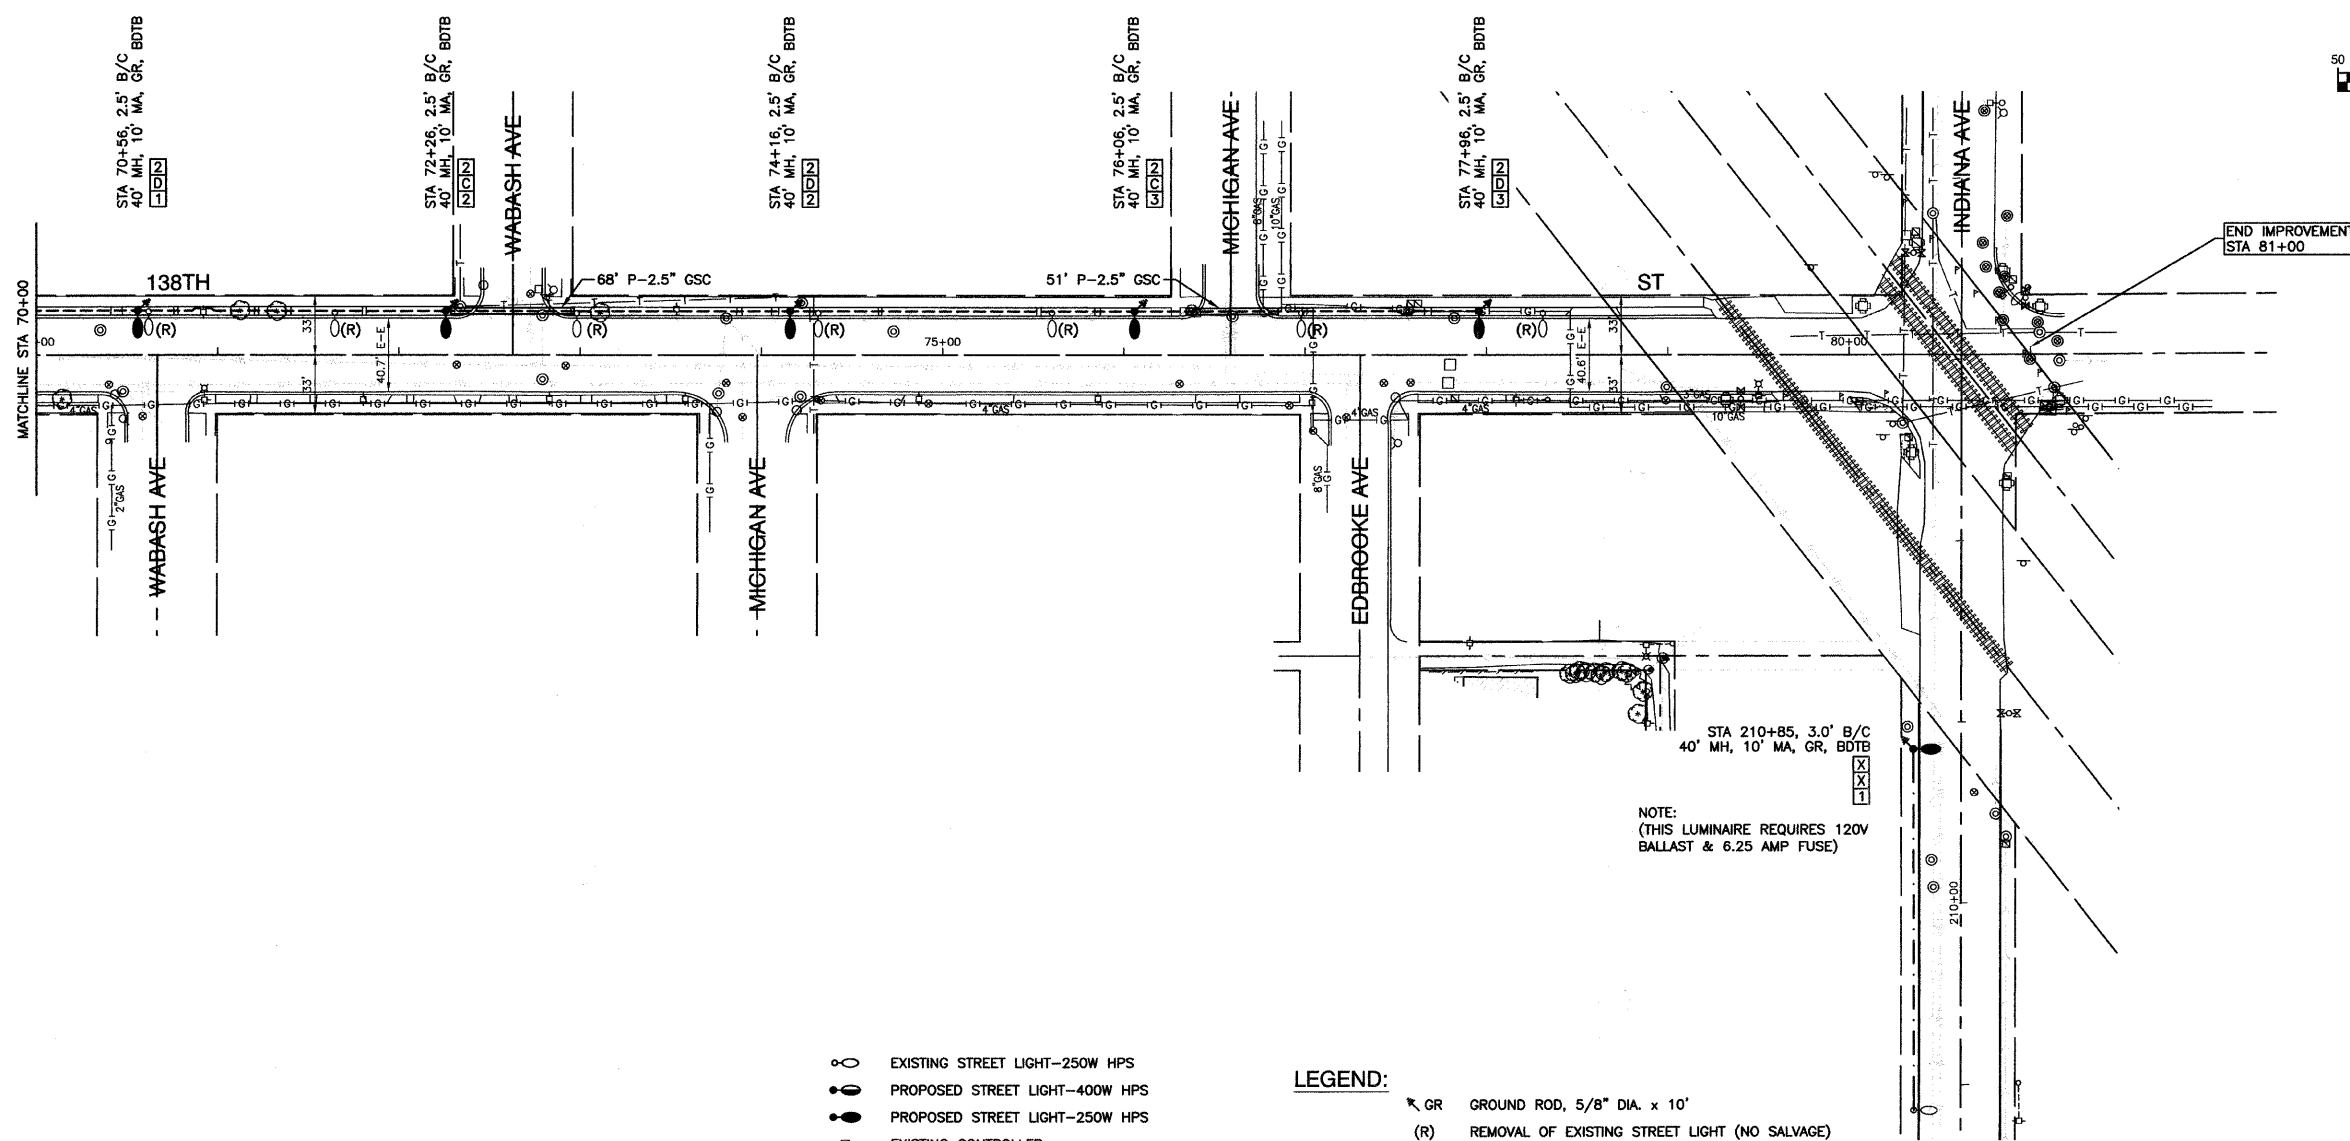 STA 70+56, 2.5' B/C
40' MH, 10' MA, GR, BDTB
2
D
1
STA 72+26, 2.5' B/C
40' MH, 10' MA, GR, BDTB
2
C
2
WABASH AVE
STA 74+16, 2.5' B/C
40' MH, 10' MA, GR, BDTB
2
D
2
STA 76+06, 2.5' B/C
40' MH, 10' MA, GR, BDTB
2
C
3
MICHIGAN AVE
8"GAS
10"GAS
STA 77+96, 2.5' B/C
40' MH, 10' MA, GR, BDTB
2
D
3
INDIANA AVE
50
END IMPROVEMENT
STA 81+00
MATCHLINE STA 70+00
138TH
68' P-2.5" GSC
51' P-2.5" GSC
ST
(R)
(R)
(R)
(R)
(R)
(R)
(R)
33'
33'
40.7' E-E
75+00
40.6' E-E
33'
33'
80+00
4"GAS
4"GAS
4"GAS
4"GAS
3"GAS
10"GAS
2"GAS
WABASH AVE
MICHIGAN AVE
8"GAS
EDBROOKE AVE
STA 210+85, 3.0' B/C
40' MH, 10' MA, GR, BDTB
X
X
1
NOTE:
(THIS LUMINAIRE REQUIRES 120V
BALLAST & 6.25 AMP FUSE)
210+00
EXISTING STREET LIGHT-250W HPS
PROPOSED STREET LIGHT-400W HPS
PROPOSED STREET LIGHT-250W HPS
EXISTING CONTROLLER
LEGEND:
GR GROUND ROD, 5/8" DIA. x 10'
(R) REMOVAL OF EXISTING STREET LIGHT (NO SALVAGE)